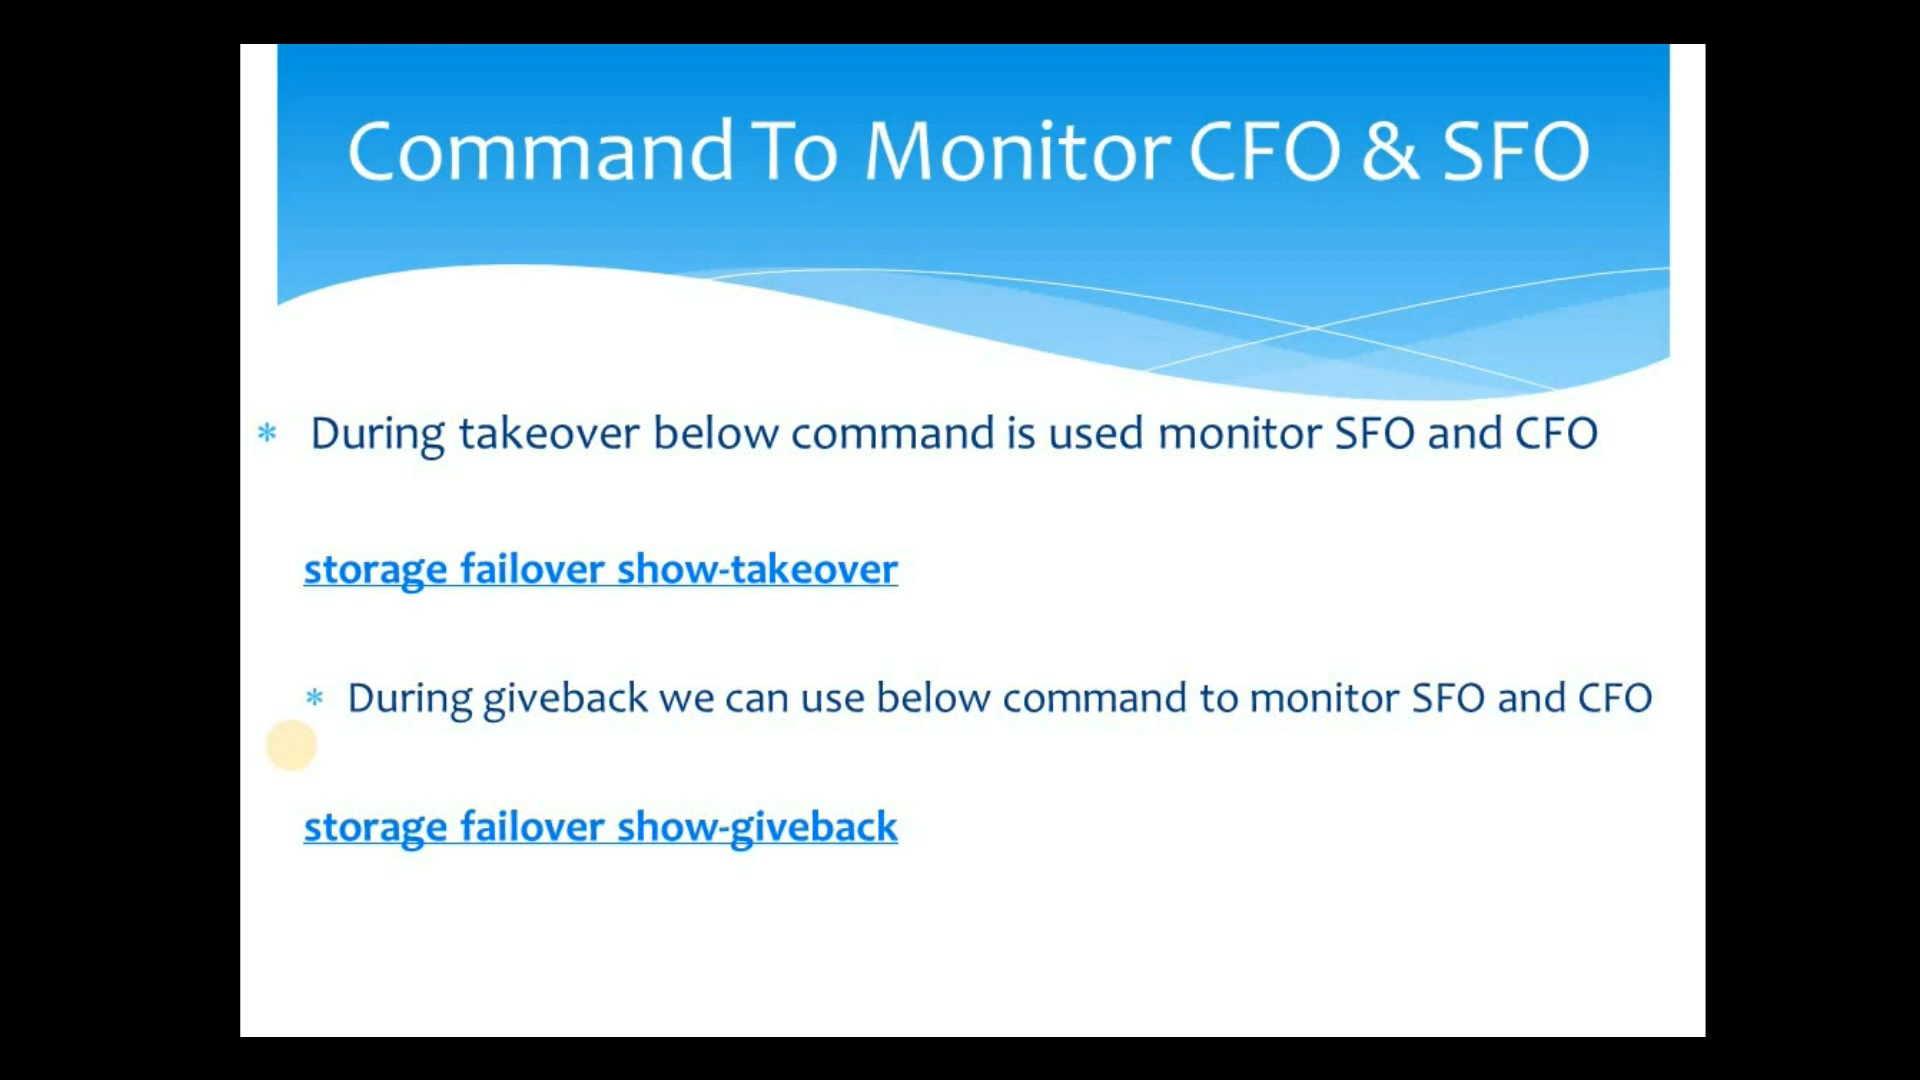 Command To Monitor CFO & SFO
* During takeover below command is used monitor SFO and CFO
storage failover show-takeover
* During giveback we can use below command to monitor SFO and CFO
storage failover show-giveback